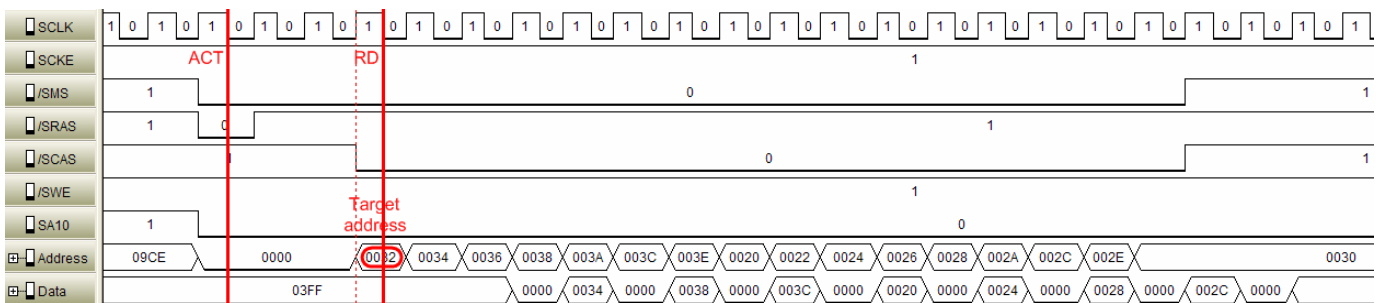 SCLK 1 0 1 0 1 0 1 0 1 0 1 0 1 0 1 0 1 0 1 0 1 0 1 0 1 0 1 0 1 0 1 0 1 0 1 0 1 0 1 0 1 0 1 0 1 0 1 0 1
SCKE ACT RD 1
/SMS 1 0 1
/SRAS 1 0 1
/SCAS 1 0 1
/SWE 1
Target
SA10 1 address 0
Address 09CE 0000 0032 0034 0036 0038 003A 003C 003E 0020 0022 0024 0026 0028 002A 002C 002E 0030
Data 03FF 0000 0034 0000 0038 0000 003C 0000 0020 0000 0024 0000 0028 0000 002C 0000